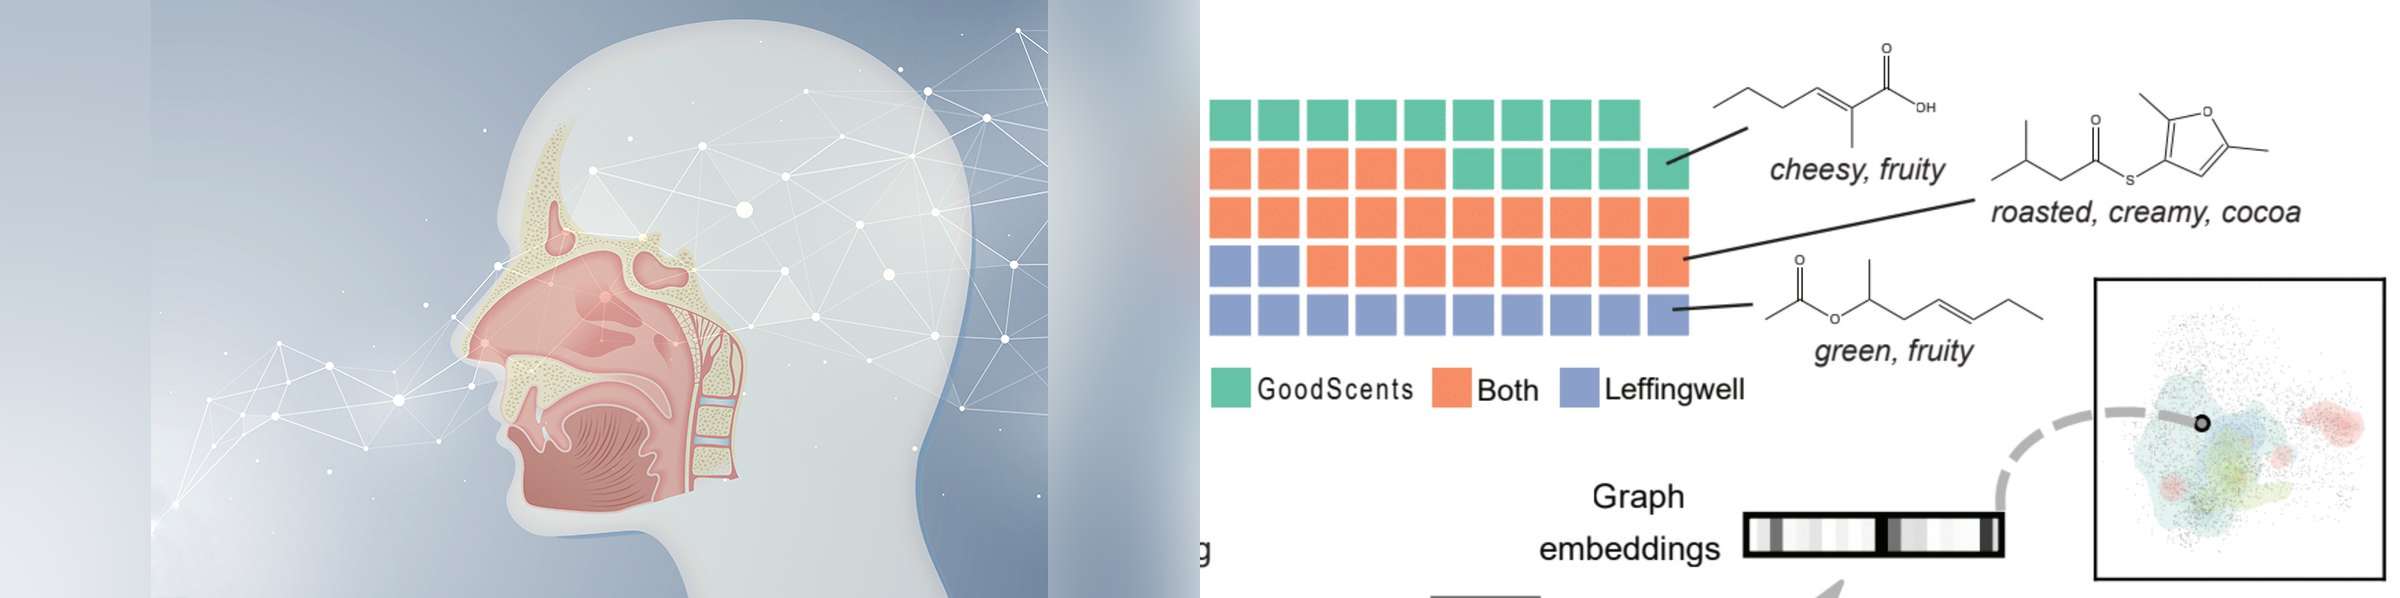 O
OH
cheesy, fruity
O
O
S
roasted, creamy, cocoa
O
O
green, fruity
GoodScents
Both
Leffingwell
Graph
embeddings
g